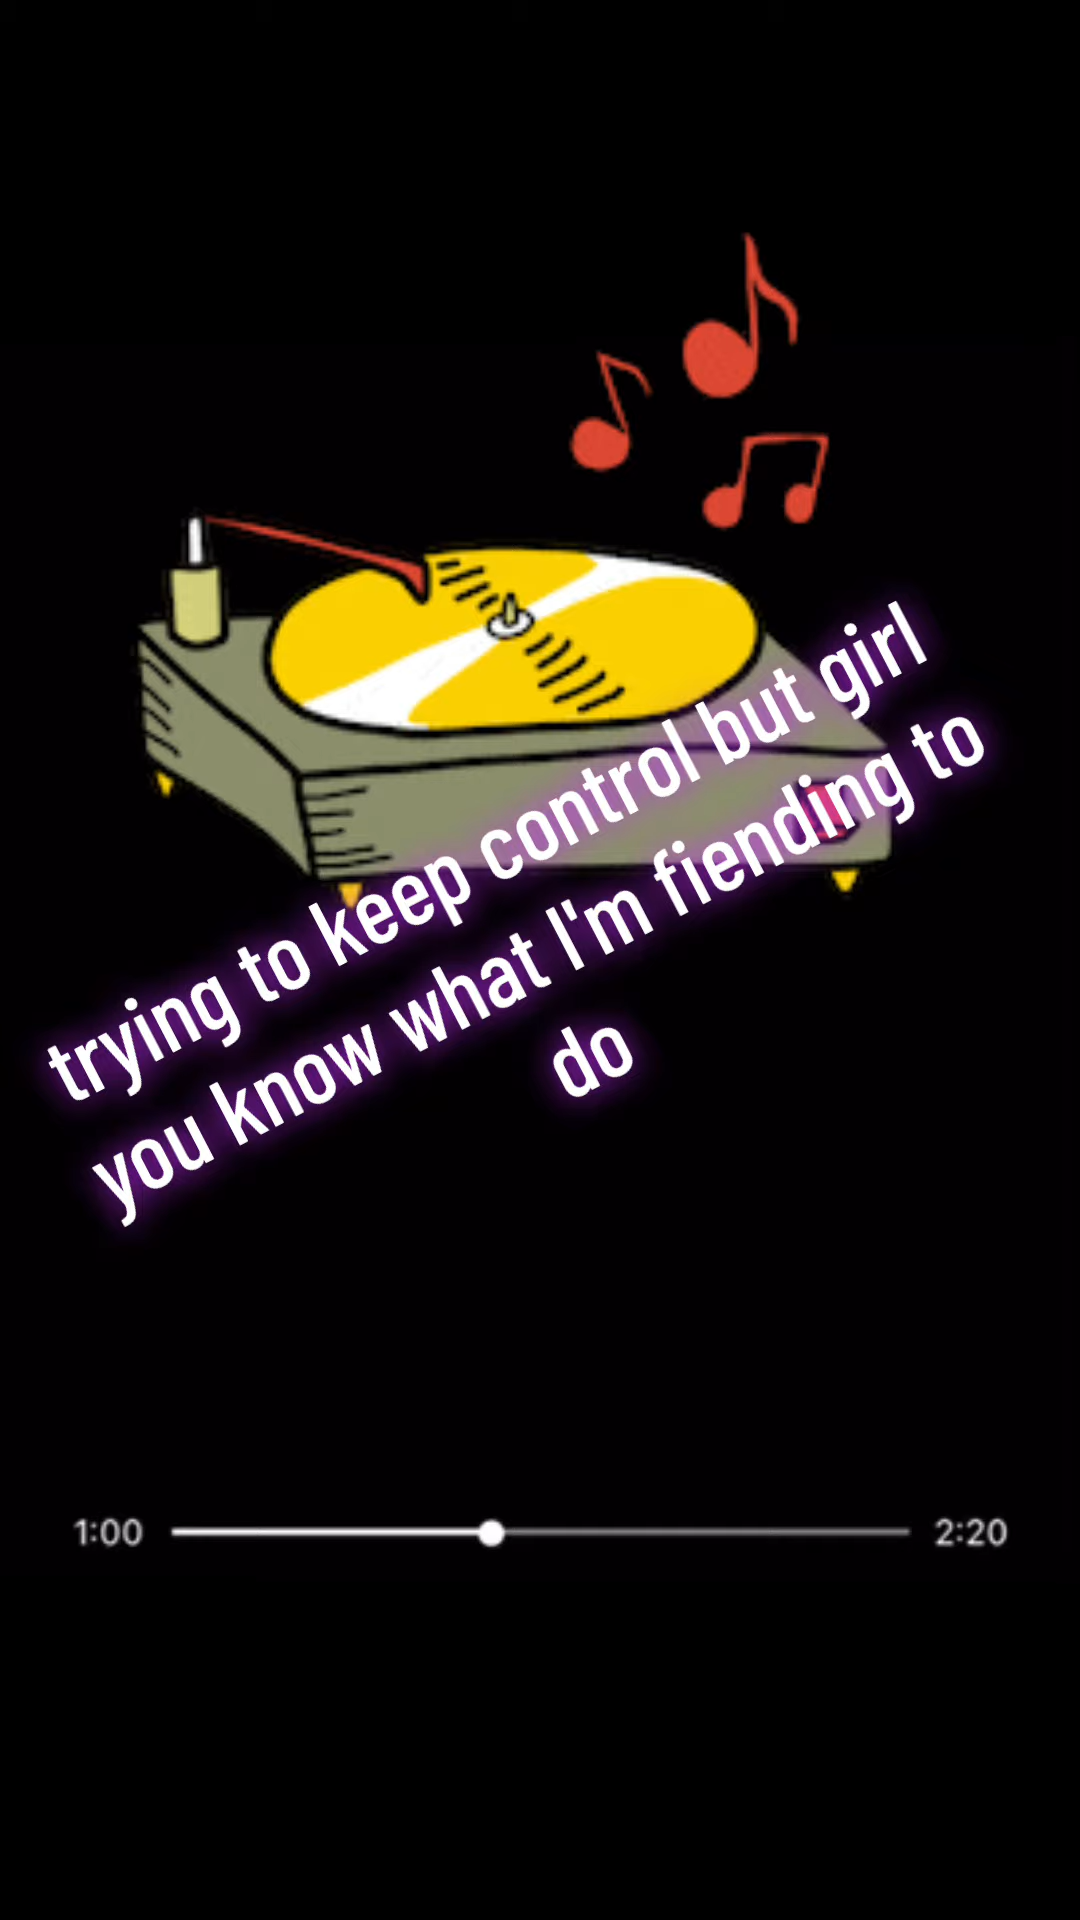 trying to keep control but girl
you know what I'm fiending to
do
1:00
2:20